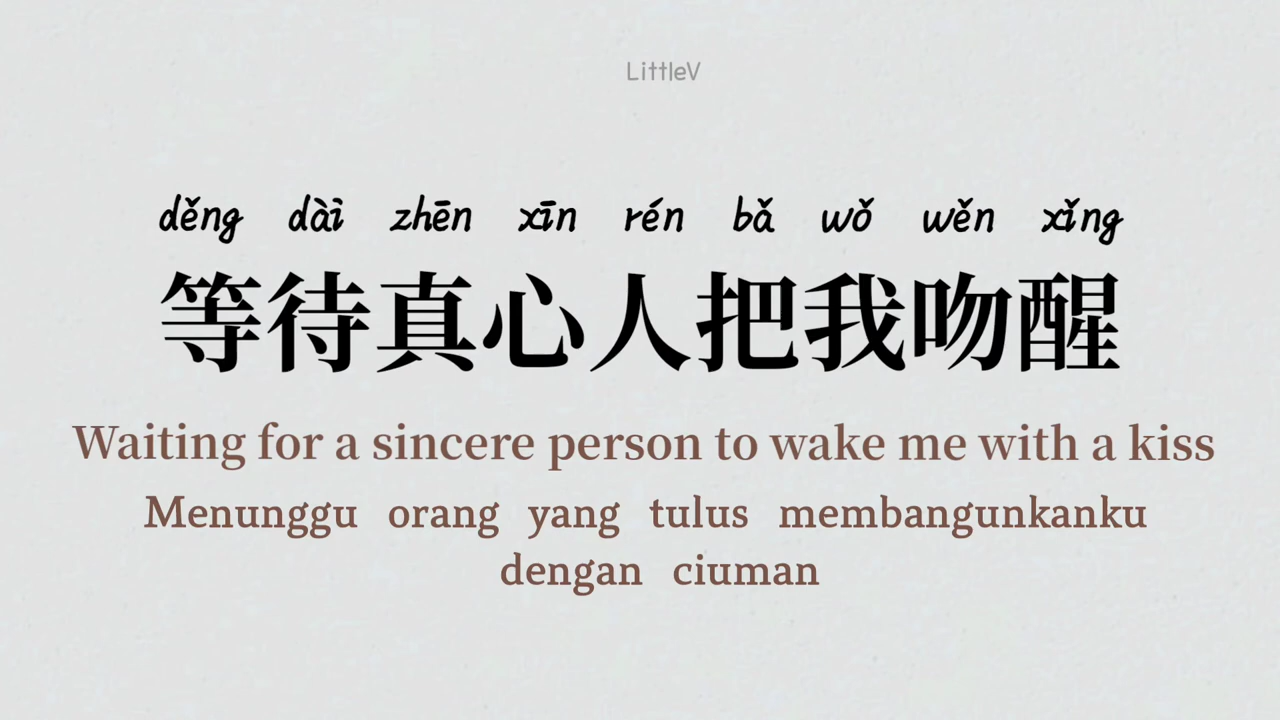 LittleV
děng dài zhēn xīn rén bǎ wǒ wěn xǐng
等待真心人把我吻醒
Waiting for a sincere person to wake me with a kiss
Menunggu orang yang tulus membangunkanku
dengan ciuman